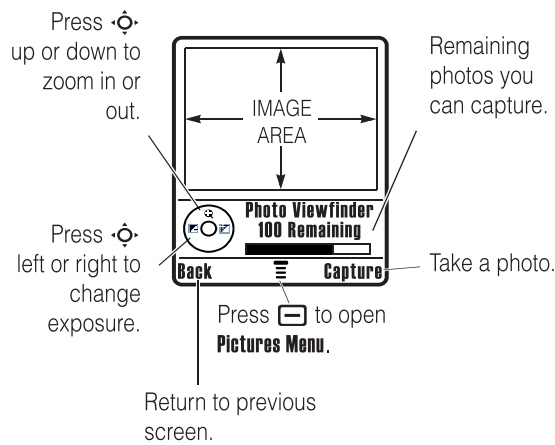 Press
up or down to
zoom in or
out.
Remaining
photos you
can capture.
IMAGE
AREA
Photo Viewfinder
100 Remaining
Press
left or right to
change
exposure.
Back
Capture
Take a photo.
Press to open
Pictures Menu.
Return to previous
screen.